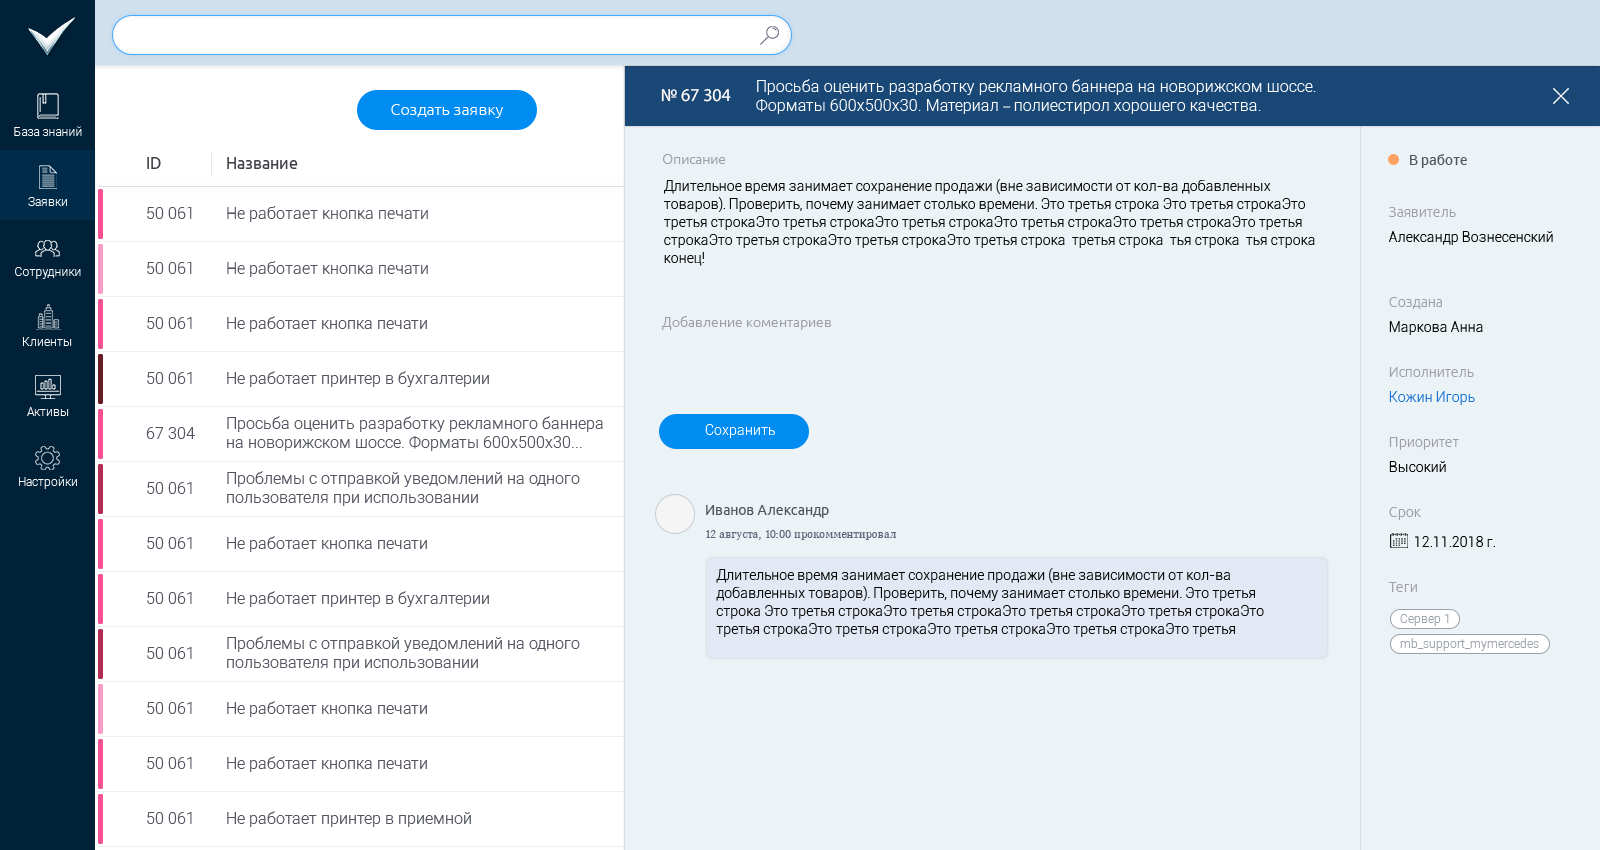 База знаний
Заявки
Сотрудники
Клиенты
Активы
Настройки
Создать заявку
ID Название
50 061 Не работает кнопка печати
50 061 Не работает кнопка печати
50 061 Не работает кнопка печати
50 061 Не работает принтер в бухгалтерии
67 304 Просьба оценить разработку рекламного баннера
на новорижском шоссе. Форматы 600х500х30...
50 061 Проблемы с отправкой уведомлений на одного
пользователя при использовании
50 061 Не работает кнопка печати
50 061 Не работает принтер в бухгалтерии
50 061 Проблемы с отправкой уведомлений на одного
пользователя при использовании
50 061 Не работает кнопка печати
50 061 Не работает кнопка печати
50 061 Не работает принтер в приемной
№ 67 304
Просьба оценить разработку рекламного баннера на новорижском шоссе.
Форматы 600х500х30. Материал – полиестирол хорошего качества.
Описание
Длительное время занимает сохранение продажи (вне зависимости от кол-ва добавленных
товаров). Проверить, почему занимает столько времени. Это третья строка Это третья строкаЭто
третья строкаЭто третья строкаЭто третья строкаЭто третья строкаЭто третья строкаЭто третья
строкаЭто третья строкаЭто третья строкаЭто третья строка  третья строка  тья строка  тья строка
конец!
Добавление коментариев
Сохранить
Иванов Александр
12 августа, 10:00 прокомментировал
Длительное время занимает сохранение продажи (вне зависимости от кол-ва
добавленных товаров). Проверить, почему занимает столько времени. Это третья
строка Это третья строкаЭто третья строкаЭто третья строкаЭто третья строкаЭто
третья строкаЭто третья строкаЭто третья строкаЭто третья строкаЭто третья
В работе
Заявитель
Александр Вознесенский
Создана
Маркова Анна
Исполнитель
Кожин Игорь
Приоритет
Высокий
Срок
12.11.2018 г.
Теги
Сервер 1
mb_support_mymercedes